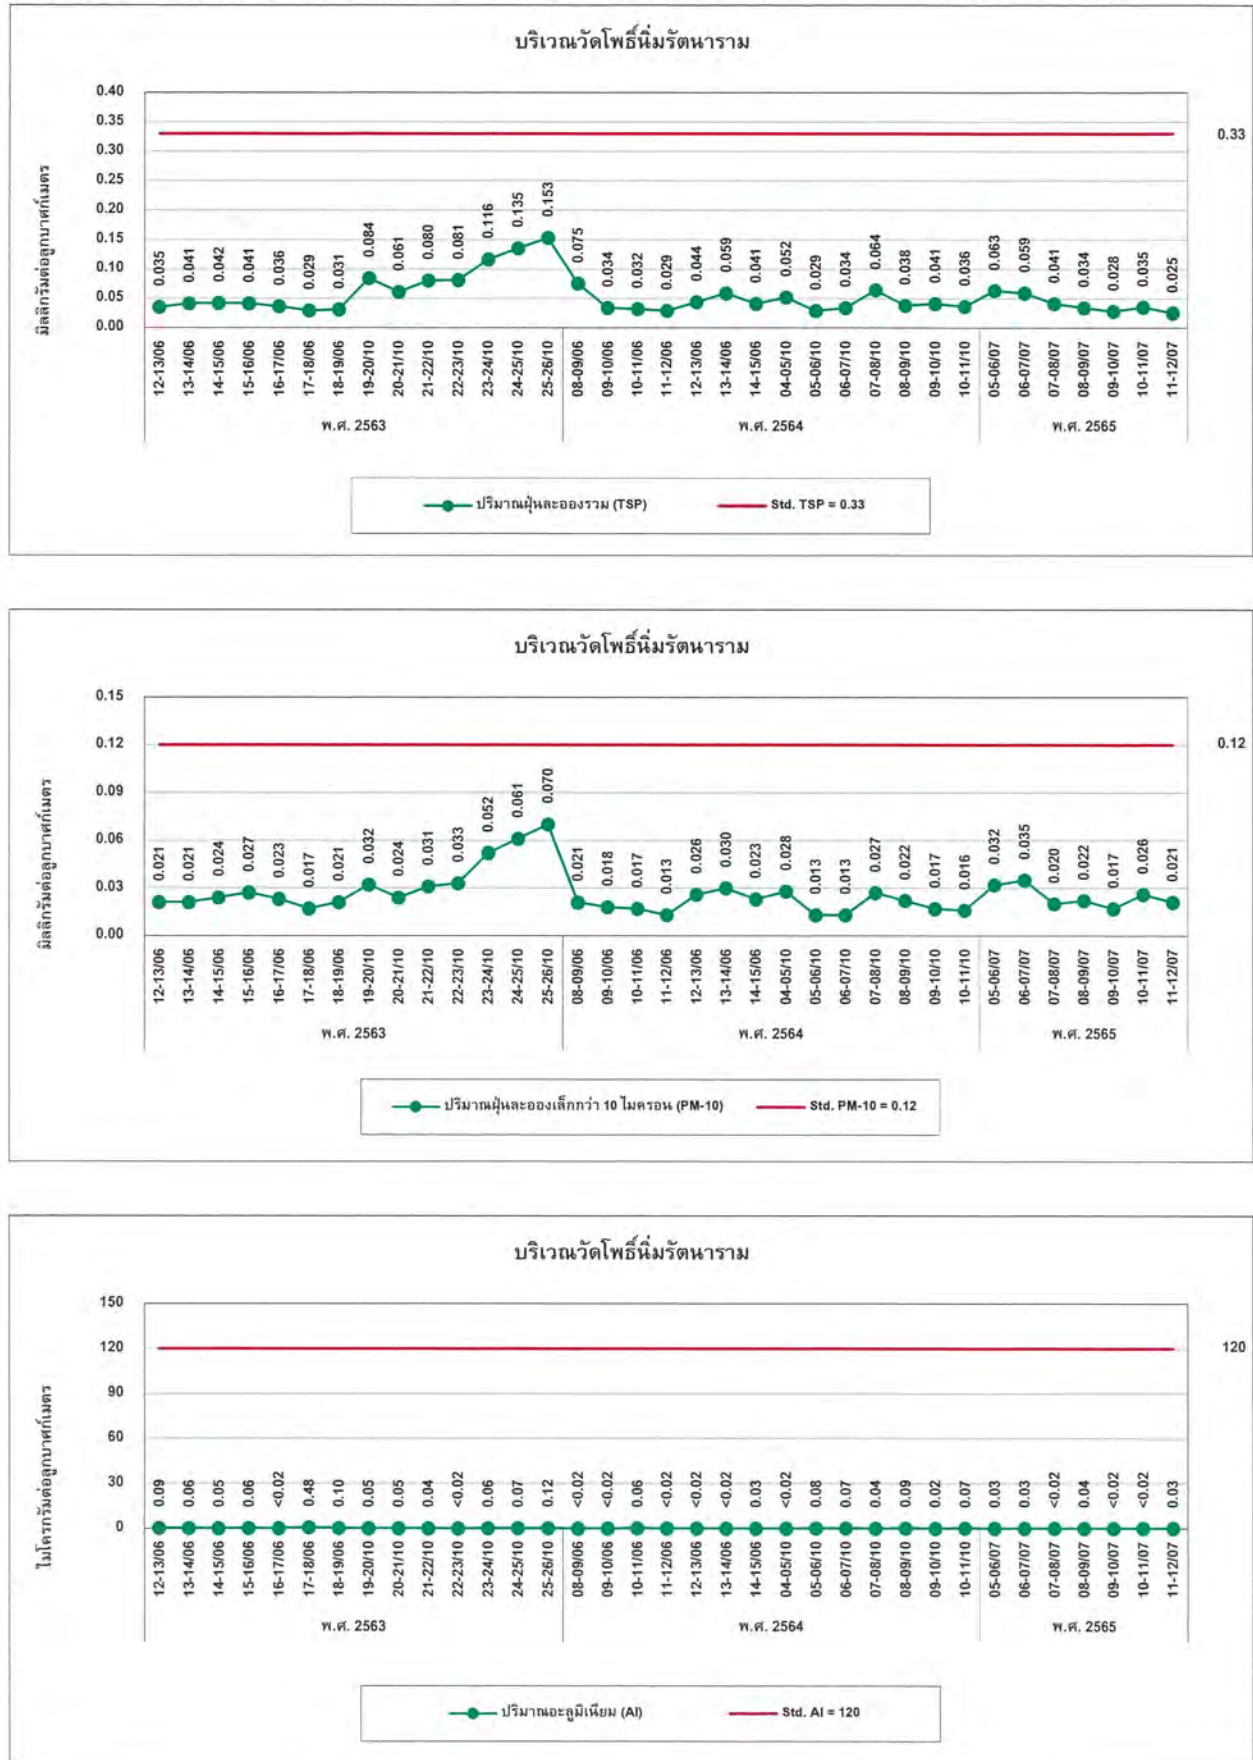 บริเวณวัดโพธิ์นิ่มรัตนาราม
มิลลิกรัมต่อลูกบาศก์เมตร
0.40
0.35
0.30
0.25
0.20
0.15
0.10
0.05
0.00
0.33
0.035 0.041 0.042 0.041 0.036 0.029 0.031 0.084 0.061 0.080 0.081 0.116 0.135 0.153 0.075 0.034 0.032 0.029 0.044 0.059 0.041 0.052 0.029 0.034 0.064 0.038 0.041 0.036 0.063 0.059 0.041 0.034 0.028 0.035 0.025
12-13/06 13-14/06 14-15/06 15-16/06 16-17/06 17-18/06 18-19/06 19-20/10 20-21/10 21-22/10 22-23/10 23-24/10 24-25/10 25-26/10 08-09/06 09-10/06 10-11/06 11-12/06 12-13/06 13-14/06 14-15/06 04-05/10 05-06/10 06-07/10 07-08/10 08-09/10 09-10/10 10-11/10 05-06/07 06-07/07 07-08/07 08-09/07 09-10/07 10-11/07 11-12/07
พ.ศ. 2563 พ.ศ. 2564 พ.ศ. 2565
ปริมาณฝุ่นละอองรวม (TSP) Std. TSP = 0.33
บริเวณวัดโพธิ์นิ่มรัตนาราม
มิลลิกรัมต่อลูกบาศก์เมตร
0.15
0.12
0.09
0.06
0.03
0.00
0.12
0.021 0.021 0.024 0.027 0.023 0.017 0.021 0.032 0.024 0.031 0.033 0.052 0.061 0.070 0.021 0.018 0.017 0.013 0.026 0.030 0.023 0.028 0.013 0.013 0.027 0.022 0.017 0.016 0.032 0.035 0.020 0.022 0.017 0.026 0.021
12-13/06 13-14/06 14-15/06 15-16/06 16-17/06 17-18/06 18-19/06 19-20/10 20-21/10 21-22/10 22-23/10 23-24/10 24-25/10 25-26/10 08-09/06 09-10/06 10-11/06 11-12/06 12-13/06 13-14/06 14-15/06 04-05/10 05-06/10 06-07/10 07-08/10 08-09/10 09-10/10 10-11/10 05-06/07 06-07/07 07-08/07 08-09/07 09-10/07 10-11/07 11-12/07
พ.ศ. 2563 พ.ศ. 2564 พ.ศ. 2565
ปริมาณฝุ่นละอองเล็กกว่า 10 ไมครอน (PM-10) Std. PM-10 = 0.12
บริเวณวัดโพธิ์นิ่มรัตนาราม
ไมโครกรัมต่อลูกบาศก์เมตร
150
120
90
60
30
0
120
0.09 0.06 0.05 0.06 <0.02 0.48 0.10 0.05 0.05 0.04 <0.02 0.06 0.07 0.12 <0.02 <0.02 0.06 <0.02 <0.02 <0.02 0.03 <0.02 0.08 0.07 0.04 0.09 0.02 0.07 0.03 0.03 <0.02 0.04 <0.02 <0.02 0.03
12-13/06 13-14/06 14-15/06 15-16/06 16-17/06 17-18/06 18-19/06 19-20/10 20-21/10 21-22/10 22-23/10 23-24/10 24-25/10 25-26/10 08-09/06 09-10/06 10-11/06 11-12/06 12-13/06 13-14/06 14-15/06 04-05/10 05-06/10 06-07/10 07-08/10 08-09/10 09-10/10 10-11/10 05-06/07 06-07/07 07-08/07 08-09/07 09-10/07 10-11/07 11-12/07
พ.ศ. 2563 พ.ศ. 2564 พ.ศ. 2565
ปริมาณอะลูมิเนียม (Al) Std. Al = 120